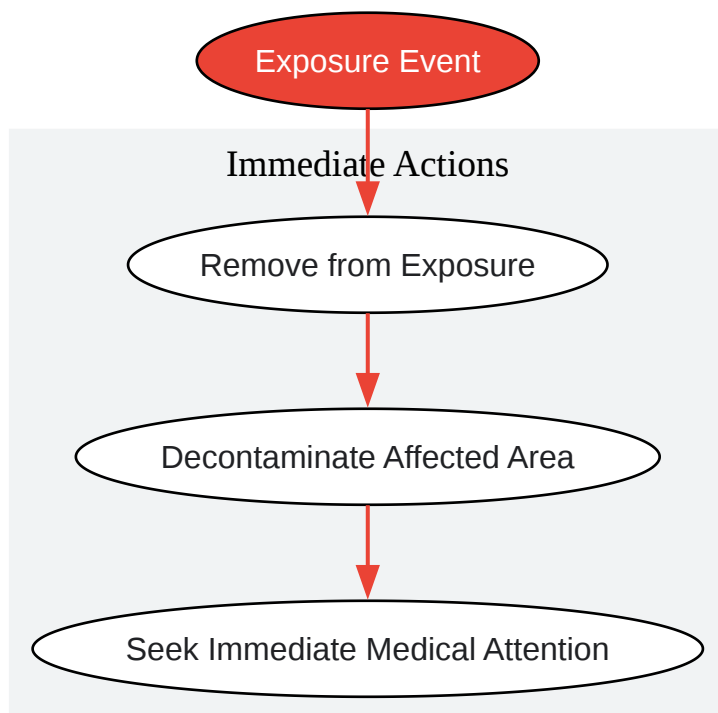 Exposure Event
Immediate Actions
Remove from Exposure
Decontaminate Affected Area
Seek Immediate Medical Attention